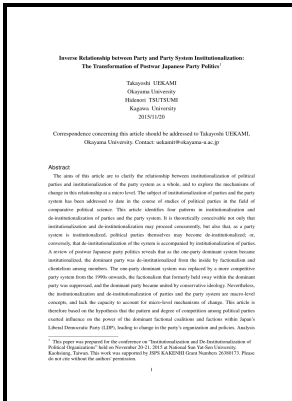 Inverse Relationship between Party and Party System Institutionalization:
The Transformation of Postwar Japanese Party Politics¹
Takayoshi UEKAMI
Okayama University
Hidenori TSUTSUMI
Kagawa University
2015/11/20
Correspondence concerning this article should be addressed to Takayoshi UEKAMI,
Okayama University. Contact: uekamit@okayama-u.ac.jp
Abstract
The aims of this article are to clarify the relationship between institutionalization of political
parties and institutionalization of the party system as a whole, and to explore the mechanisms of
change in this relationship at a micro level. The subject of institutionalization of parties and the party
system has been addressed to date in the course of studies of political parties in the field of
comparative political science. This article identifies four patterns in institutionalization and
de-institutionalization of parties and the party system. It is theoretically conceivable not only that
institutionalization and de-institutionalization may proceed concurrently, but also that as a party
system is institutionalized, political parties themselves may become de-institutionalized, or,
conversely, that de-institutionalization of the system is accompanied by institutionalization of parties.
A review of postwar Japanese party politics reveals that as the one-party dominant system became
institutionalized, the dominant party was de-institutionalized from the inside by factionalism and
clientelism among members. The one-party dominant system was replaced by a more competitive
party system from the 1990s onwards, the factionalism that formerly held sway within the dominant
party was suppressed, and the dominant party became united by conservative ideology. Nevertheless,
the institutionalization and de-institutionalization of parties and the party system are macro-level
concepts, and lack the capacity to account for micro-level mechanisms of change. This article is
therefore based on the hypothesis that the pattern and degree of competition among political parties
exerted influence on the power of the dominant factional coalitions and factions within Japan's
Liberal Democratic Party (LDP), leading to change in the party's organization and policies. Analysis
¹ This paper was prepared for the conference on "Institutionalization and De-Institutionalization of
Political Organizations" held on November 20-21, 2015 at National Sun Yat-Sen University,
Kaohsiung, Taiwan. This work was supported by JSPS KAKENHI Grant Numbers 26380173. Please
do not cite without the authors' permission.
1